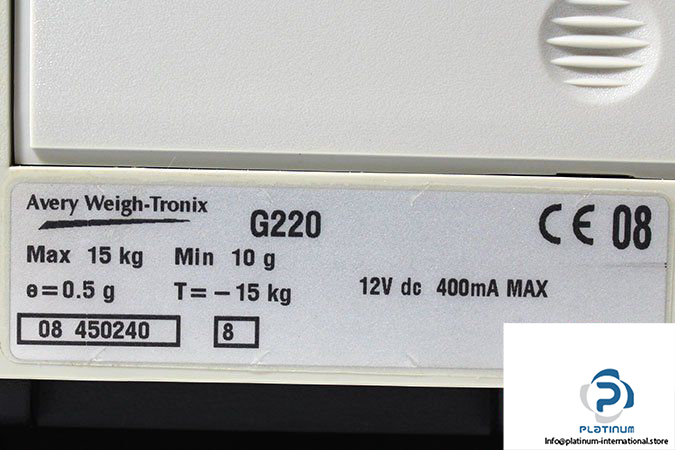 Avery Weigh-Tronix
G220
CE 08
Max 15 kg Min 10 g
e=0.5 g T=–15 kg 12V dc 400mA MAX
08 450240 8
PLATINUM
Info@platinum-international.store